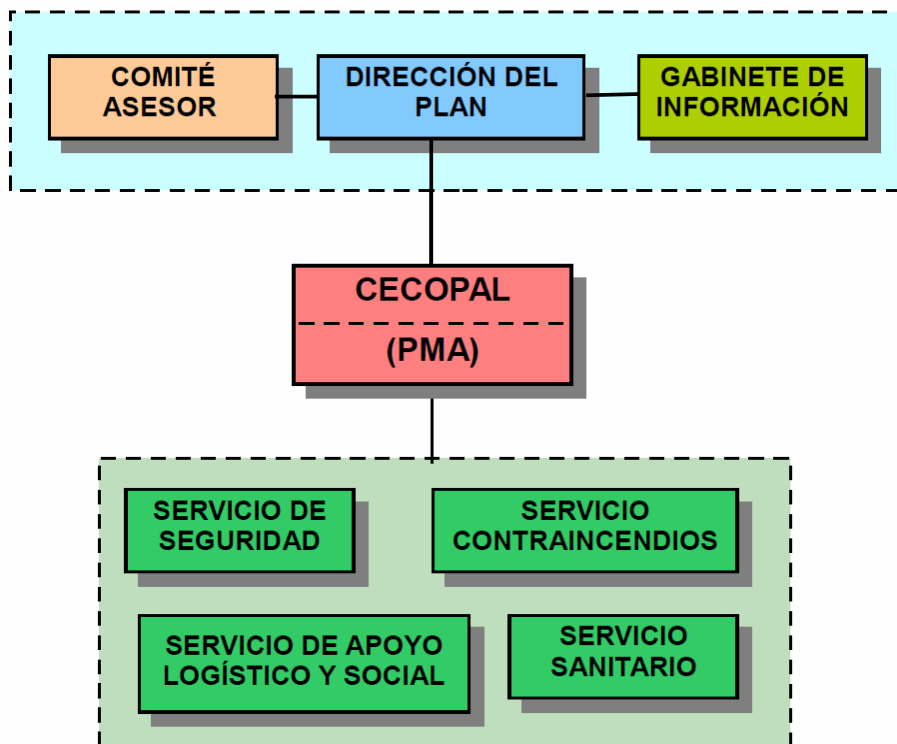 COMITÉ
ASESOR
DIRECCIÓN DEL
PLAN
GABINETE DE
INFORMACIÓN
CECOPAL
(PMA)
SERVICIO DE
SEGURIDAD
SERVICIO
CONTRAINCENDIOS
SERVICIO DE APOYO
LOGÍSTICO Y SOCIAL
SERVICIO
SANITARIO